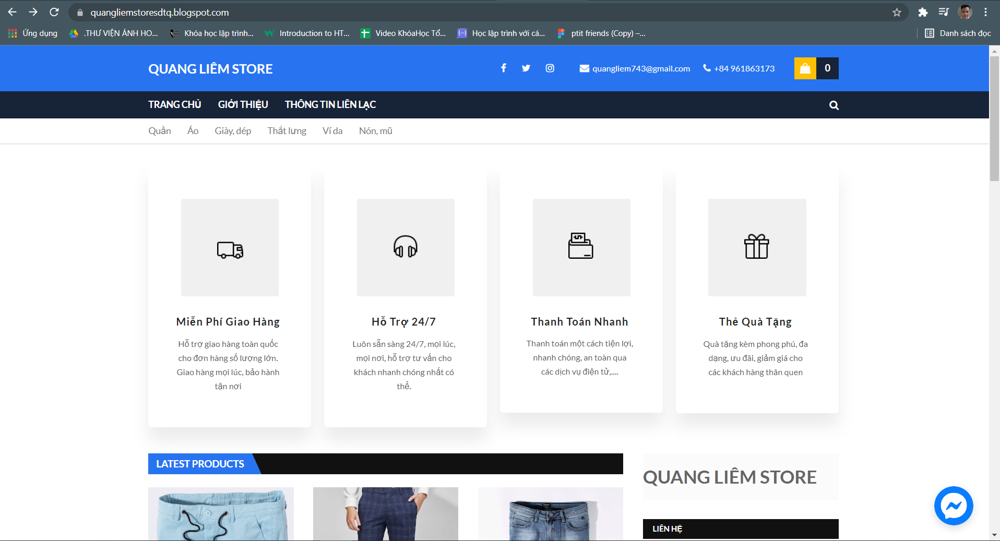 quangliemstoresdtq.blogspot.com
Ứng dụng .THƯ VIỆN ÁNH HO... Khóa học lập trình... Introduction to HT... Video KhóaHọc Tổ... Học lập trình với cá... ptit friends (Copy) –... Danh sách đọc
QUANG LIÊM STORE quangliem743@gmail.com +84 961863173 0
TRANG CHỦ GIỚI THIỆU THÔNG TIN LIÊN LẠC
Quần Áo Giày, dép Thắt lưng Ví da Nón, mũ
Miễn Phí Giao Hàng
Hỗ trợ giao hàng toàn quốc
cho đơn hàng số lượng lớn.
Giao hàng mọi lúc, bảo hành
tận nơi
Hỗ Trợ 24/7
Luôn sẵn sàng 24/7, mọi lúc,
mọi nơi, hỗ trợ tư vấn cho
khách nhanh chóng nhất có
thể.
Thanh Toán Nhanh
Thanh toán một cách tiện lợi,
nhanh chóng, an toàn qua
các dịch vụ điện tử,....
Thẻ Quà Tặng
Quà tặng kèm phong phú, đa
dạng, ưu đãi, giảm giá cho
các khách hàng thân quen
LATEST PRODUCTS
QUANG LIÊM STORE
LIÊN HỆ